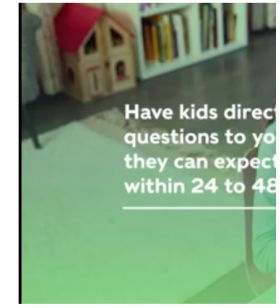 Have kids direct
questions to yo
they can expect
within 24 to 48